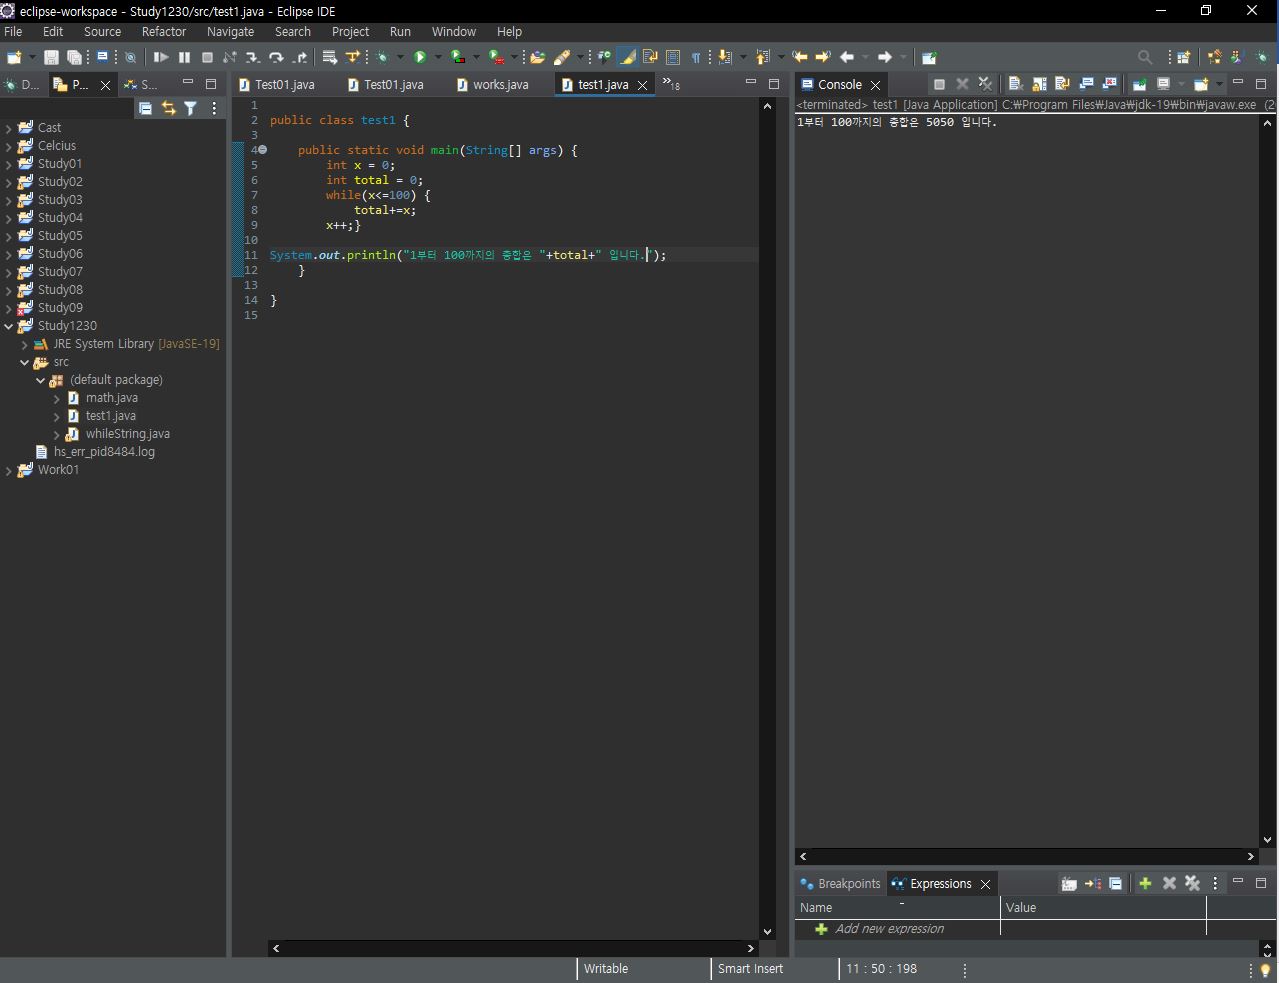 eclipse-workspace - Study1230/src/test1.java - Eclipse IDE
File Edit Source Refactor Navigate Search Project Run Window Help
D... P... S...
Test01.java Test01.java works.java test1.java »18
Console
<terminated> test1 [Java Application] C:₩Program Files₩Java₩jdk-19₩bin₩javaw.exe (20
1부터 100까지의 총합은 5050 입니다.
Cast
Celcius
Study01
Study02
Study03
Study04
Study05
Study06
Study07
Study08
Study09
Study1230
JRE System Library [JavaSE-19]
src
(default package)
math.java
test1.java
whileString.java
hs_err_pid8484.log
Work01
1
2 public class test1 {
3
4 public static void main(String[] args) {
5 int x = 0;
6 int total = 0;
7 while(x<=100) {
8 total+=x;
9 x++;}
10
11 System.out.println("1부터 100까지의 총합은 "+total+" 입니다.");
12 }
13
14 }
15
Breakpoints Expressions
Name Value
Add new expression
Writable Smart Insert 11 : 50 : 198